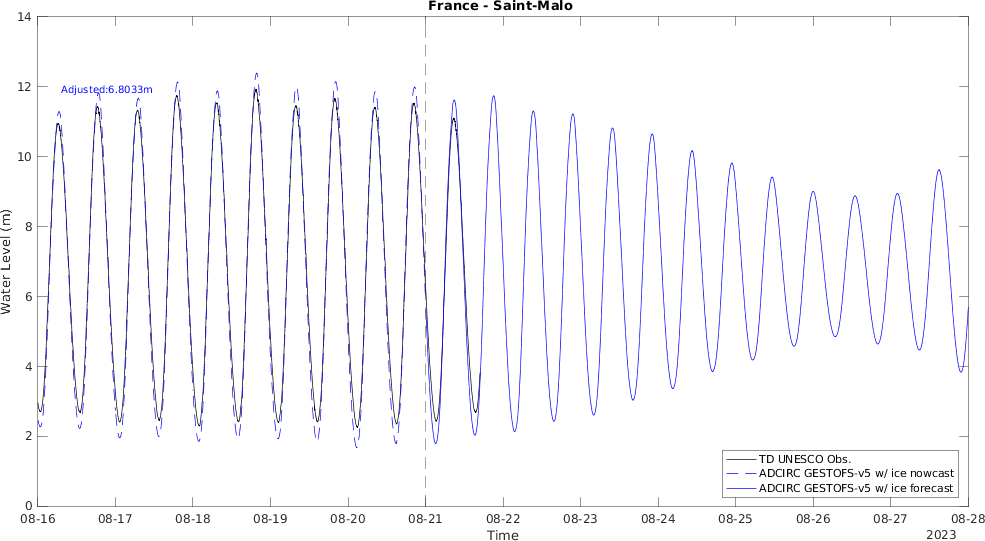 France - Saint-Malo
14
12
10
8
6
4
2
0
Water Level (m)
Adjusted:6.8033m
TD UNESCO Obs.
ADCIRC GESTOFS-v5 w/ ice nowcast
ADCIRC GESTOFS-v5 w/ ice forecast
08-16 08-17 08-18 08-19 08-20 08-21 08-22 08-23 08-24 08-25 08-26 08-27 08-28
Time
2023